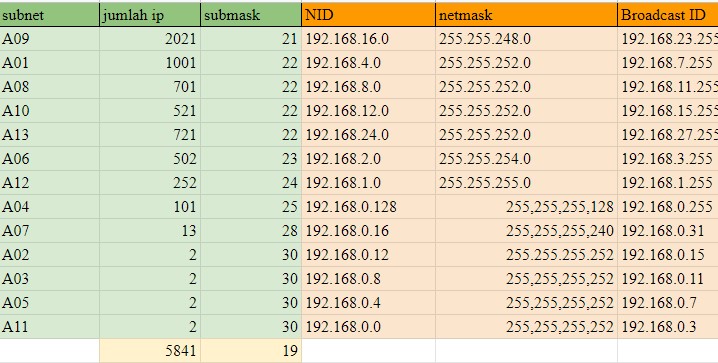 subnet jumlah ip submask NID netmask Broadcast ID
A09 2021 21 192.168.16.0 255.255.248.0 192.168.23.255
A01 1001 22 192.168.4.0 255.255.252.0 192.168.7.255
A08 701 22 192.168.8.0 255.255.252.0 192.168.11.255
A10 521 22 192.168.12.0 255.255.252.0 192.168.15.255
A13 721 22 192.168.24.0 255.255.252.0 192.168.27.255
A06 502 23 192.168.2.0 255.255.254.0 192.168.3.255
A12 252 24 192.168.1.0 255.255.255.0 192.168.1.255
A04 101 25 192.168.0.128 255,255,255,128 192.168.0.255
A07 13 28 192.168.0.16 255,255,255,240 192.168.0.31
A02 2 30 192.168.0.12 255.255.255.252 192.168.0.15
A03 2 30 192.168.0.8 255,255,255,252 192.168.0.11
A05 2 30 192.168.0.4 255,255,255,252 192.168.0.7
A11 2 30 192.168.0.0 255,255,255,252 192.168.0.3
5841 19